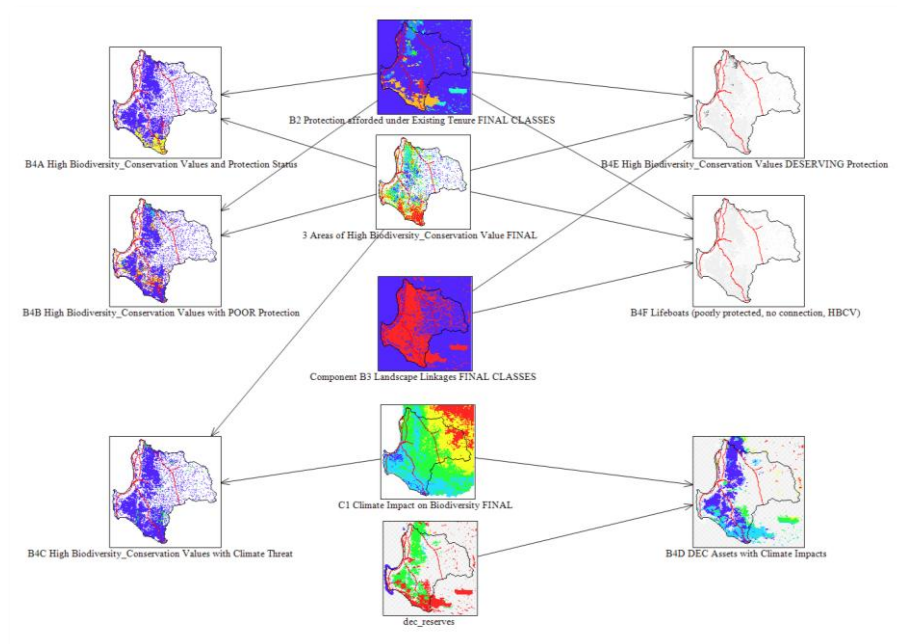 B2 Protection afforded under Existing Tenure FINAL CLASSES
B4A High Biodiversity_Conservation Values and Protection Status
B4E High Biodiversity_Conservation Values DESERVING Protection
3 Areas of High Biodiversity_Conservation Value FINAL
B4B High Biodiversity_Conservation Values with POOR Protection
B4F Lifeboats (poorly protected, no connection, HBCV)
Component B3 Landscape Linkages FINAL CLASSES
C1 Climate Impact on Biodiversity FINAL
B4C High Biodiversity_Conservation Values with Climate Threat
B4D DEC Assets with Climate Impacts
dec_reserves